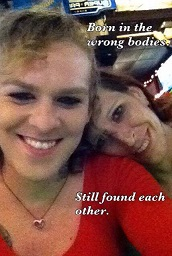 Born in the
wrong bodies.
Still found each
other.